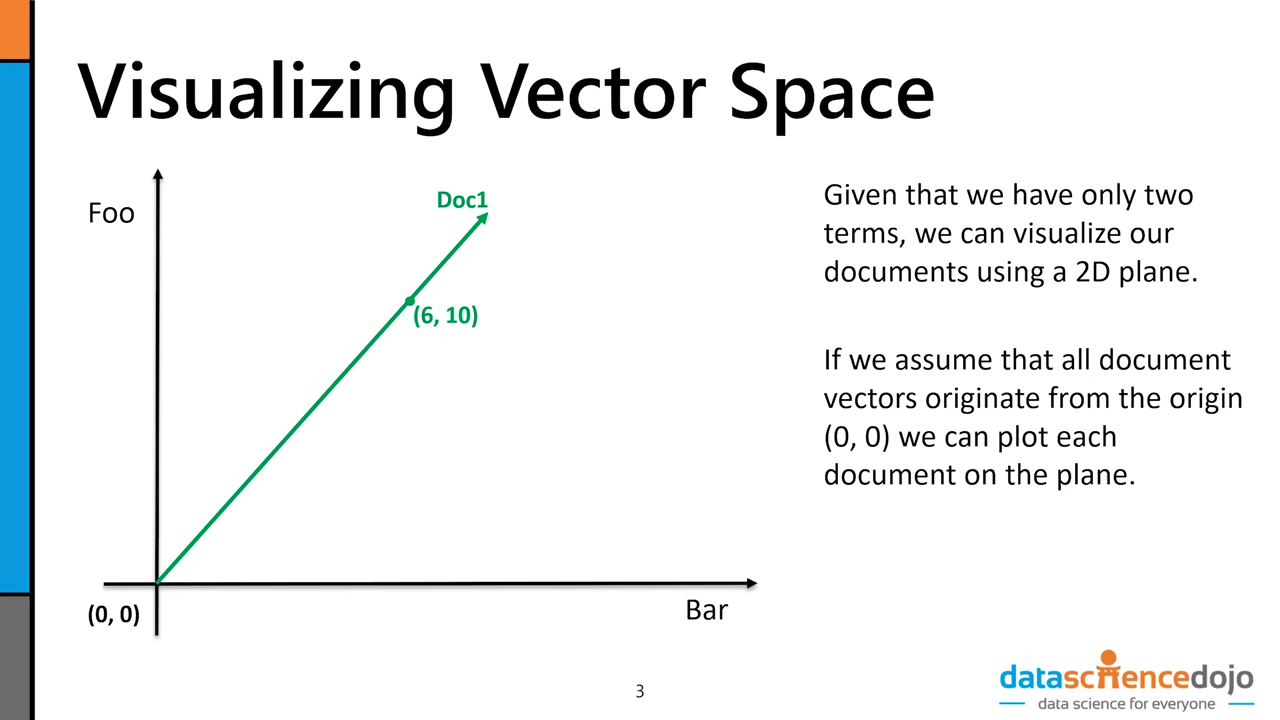 Visualizing Vector Space
Foo
Doc1
(6, 10)
(0, 0)
Bar
Given that we have only two
terms, we can visualize our
documents using a 2D plane.
If we assume that all document
vectors originate from the origin
(0, 0) we can plot each
document on the plane.
3
datasciencedojo
data science for everyone